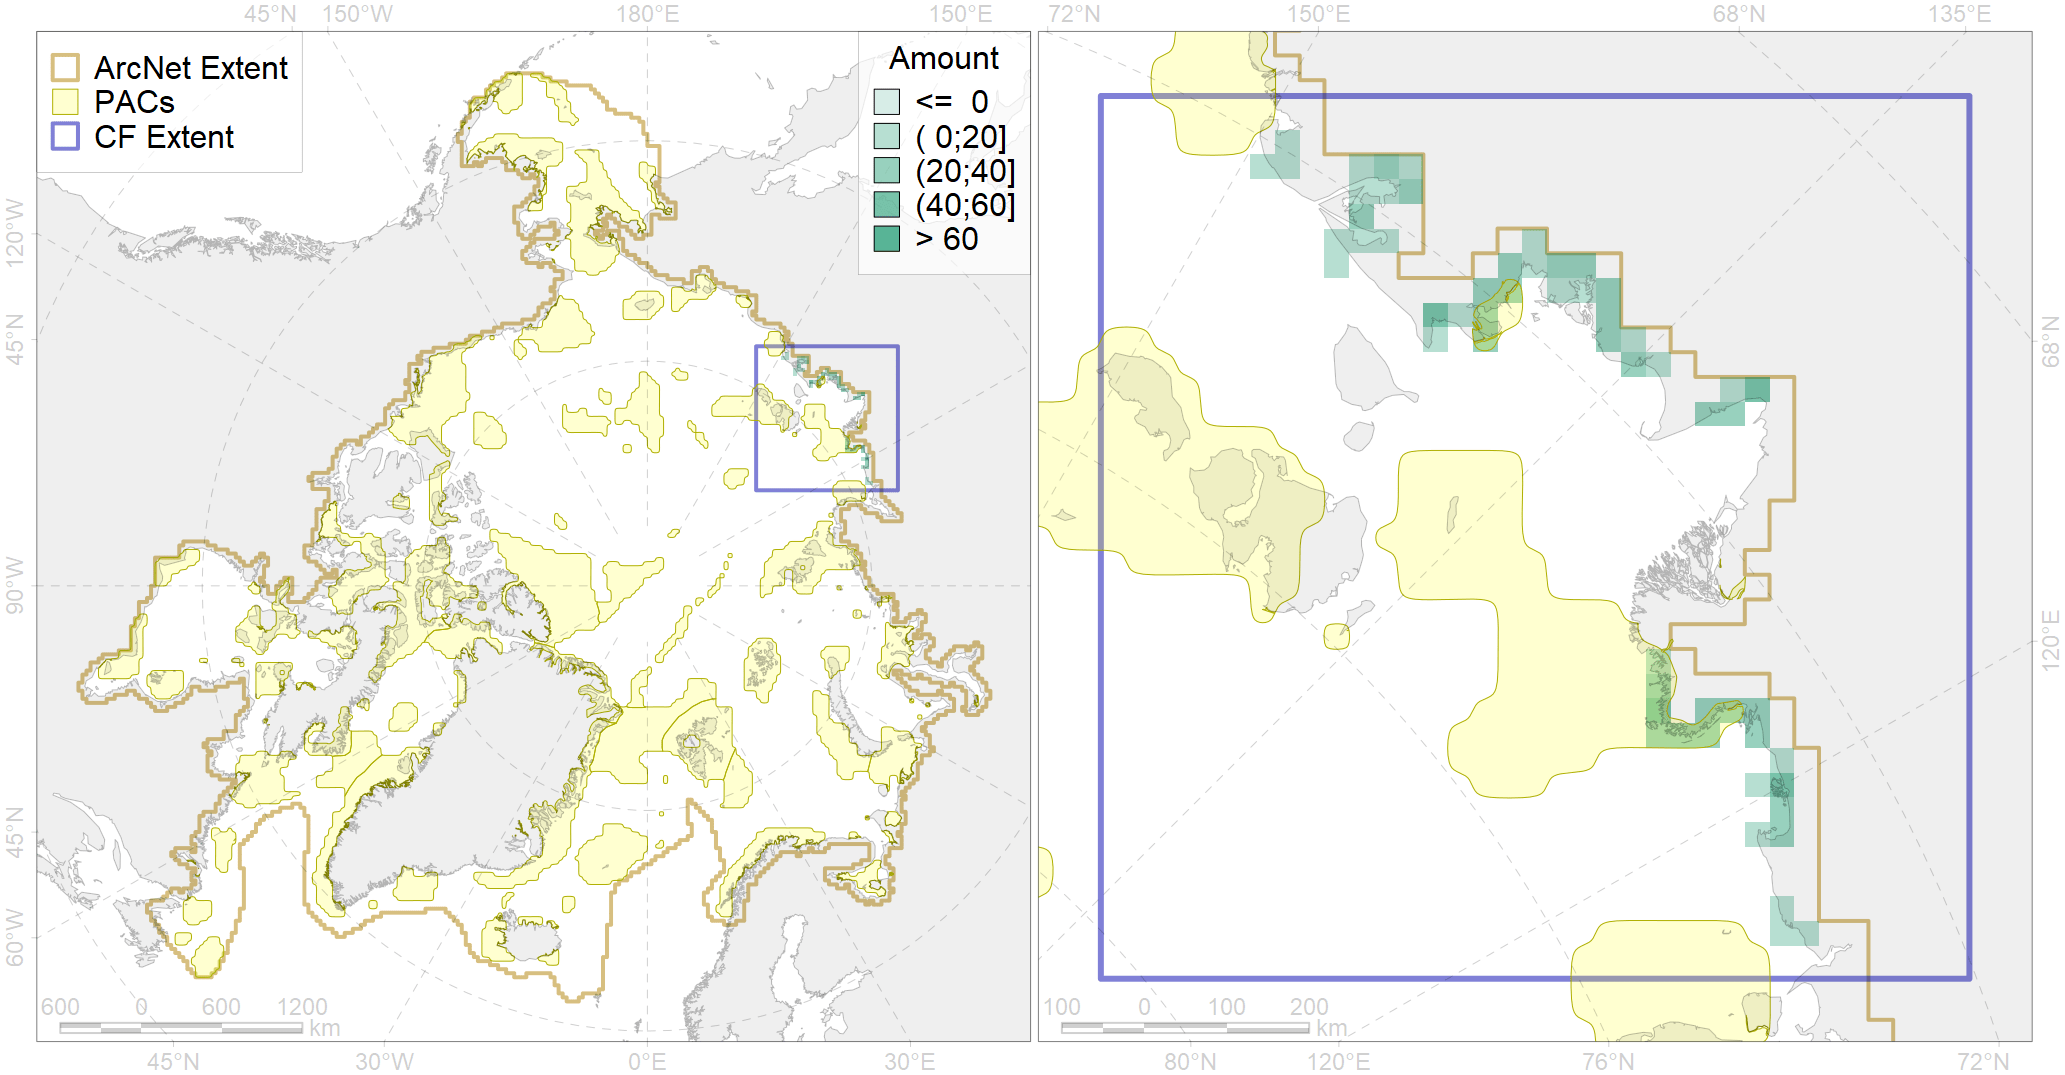 45°N 150°W 180°E 150°E 72°N 150°E 68°N 135°E
ArcNet Extent
PACs
CF Extent
Amount
<= 0
( 0;20]
(20;40]
(40;60]
> 60
120°W
45°N
90°W
45°N
60°W
68°N
120°E
600 0 600 1200
km
100 0 100 200
km
45°N 30°W 0°E 30°E 80°N 120°E 76°N 72°N